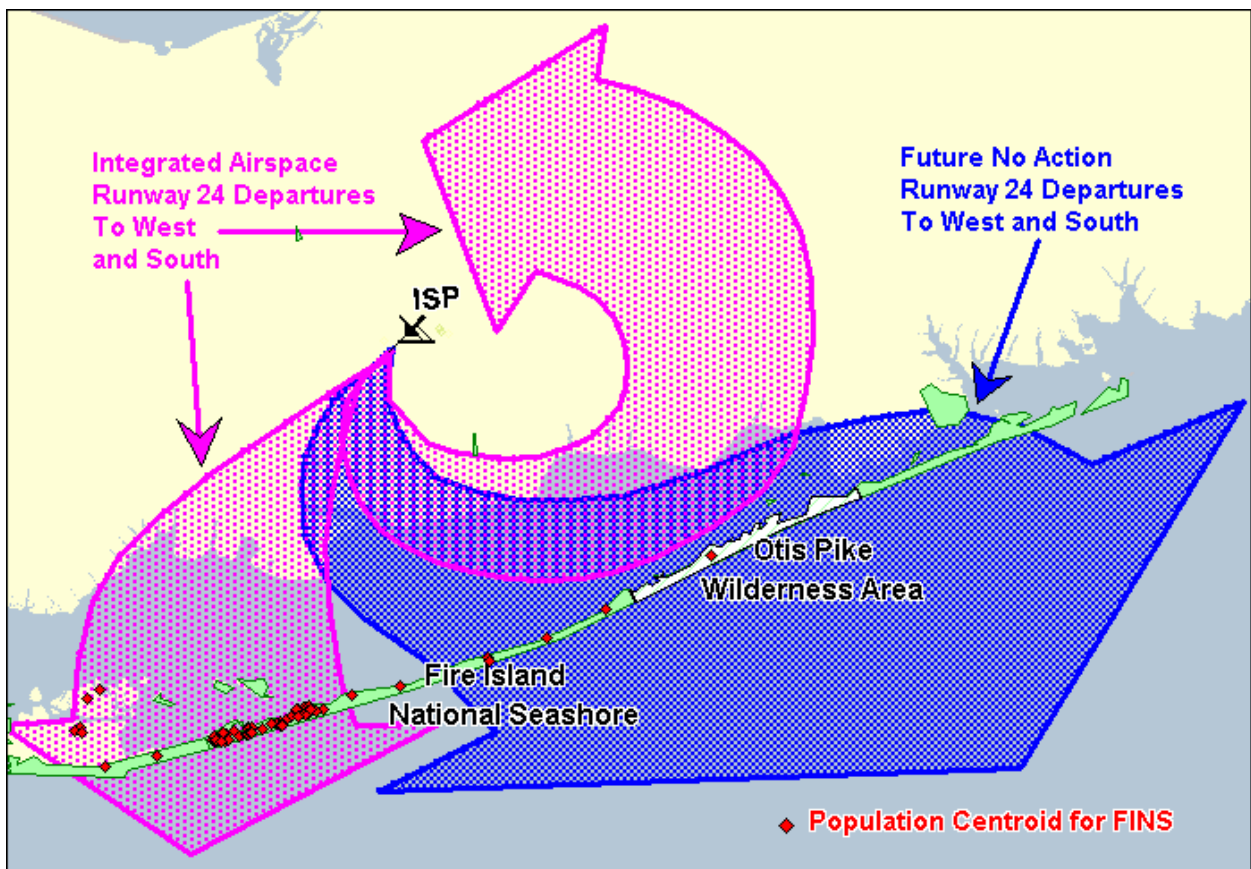 Integrated Airspace
Runway 24 Departures
To West
and South
Future No Action
Runway 24 Departures
To West and South
ISP
Otis Pike
Wilderness Area
Fire Island
National Seashore
Population Centroid for FINS